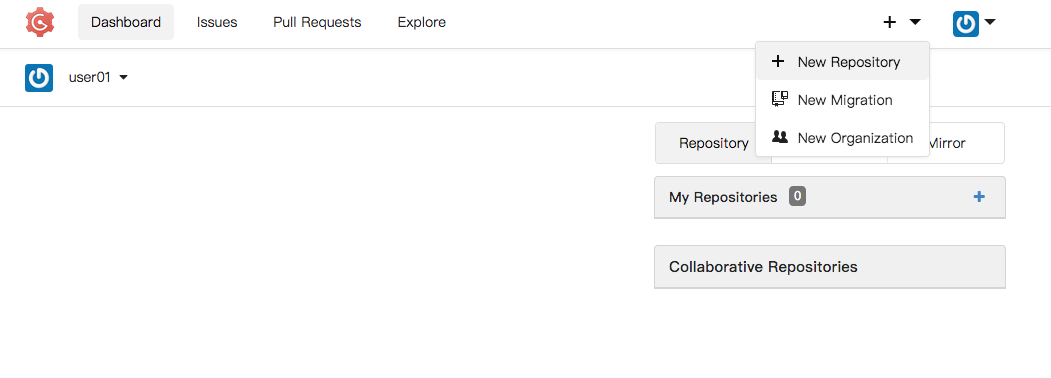 Dashboard Issues Pull Requests Explore
user01
New Repository
New Migration
New Organization
Repository Mirror
My Repositories 0
Collaborative Repositories